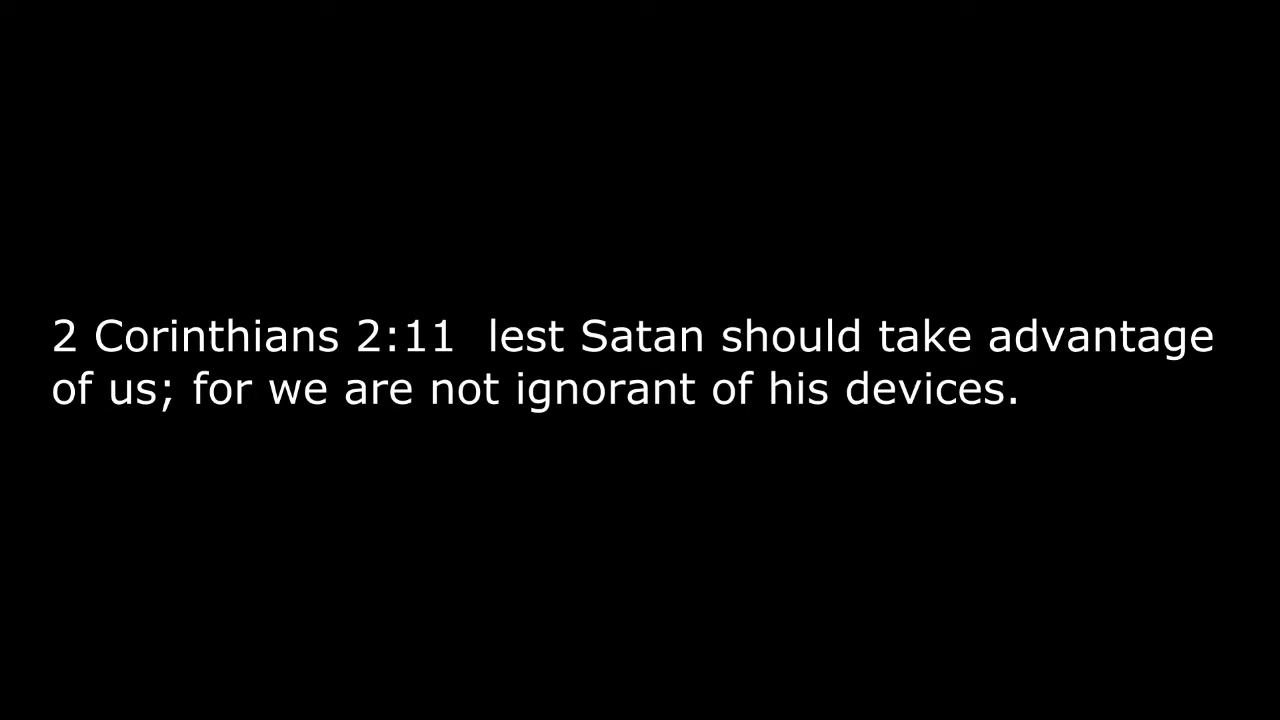 2 Corinthians 2:11  lest Satan should take advantage
of us; for we are not ignorant of his devices.